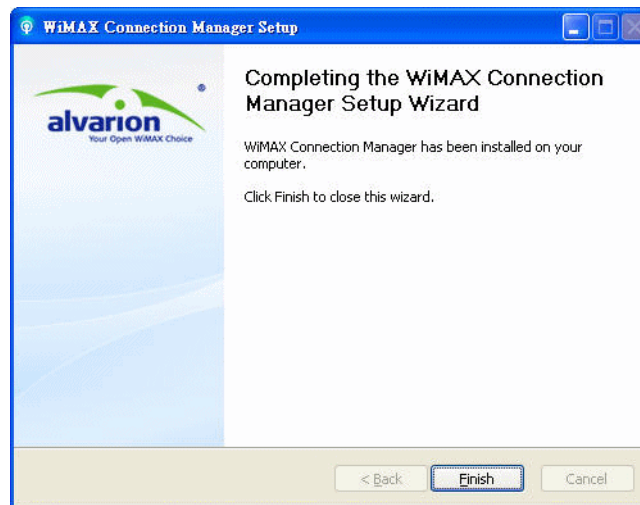 WiMAX Connection Manager Setup
alvarion
®
Your Open WiMAX Choice
Completing the WiMAX Connection
Manager Setup Wizard
WiMAX Connection Manager has been installed on your
computer.
Click Finish to close this wizard.
< Back
Finish
Cancel